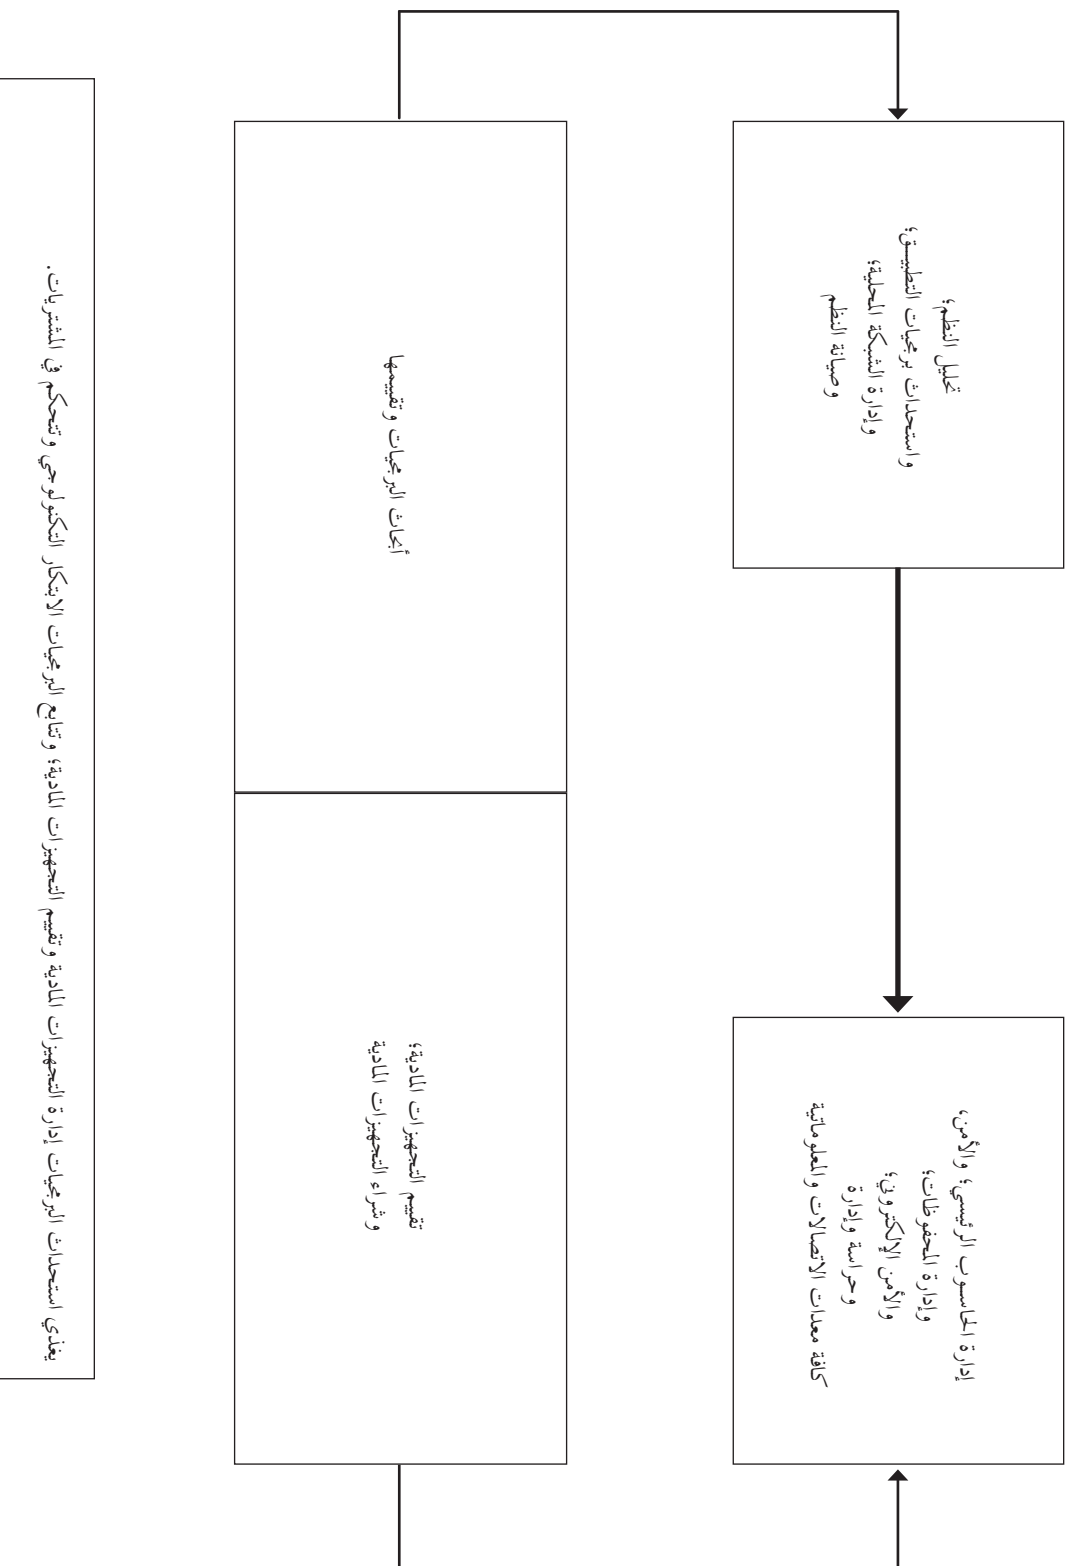 تحليل النظم؛
واستحداث برمجيات التطبيـــق؛
وإدارة الشبكة المحلية؛
وصيانة النظم
إدارة الحاسـوب الرئيسي؛ والأمن،
وإدارة المحفوظات؛
والأمن الإلكتروني؛
وحراسة وإدارة
كافة معدات الاتصالات والمعلوماتية
أبحاث البرمجيات وتقييمها
تقييم التجهيزات المادية؛
وشراء التجهيزات المادية
يغذي استحداث البرمجيات إدارة التجهيزات المادية وتقييم التجهيزات المادية؛ وتتابع البرمجيات الابتكار التكنولوجي وتتحكم في المشتريات.